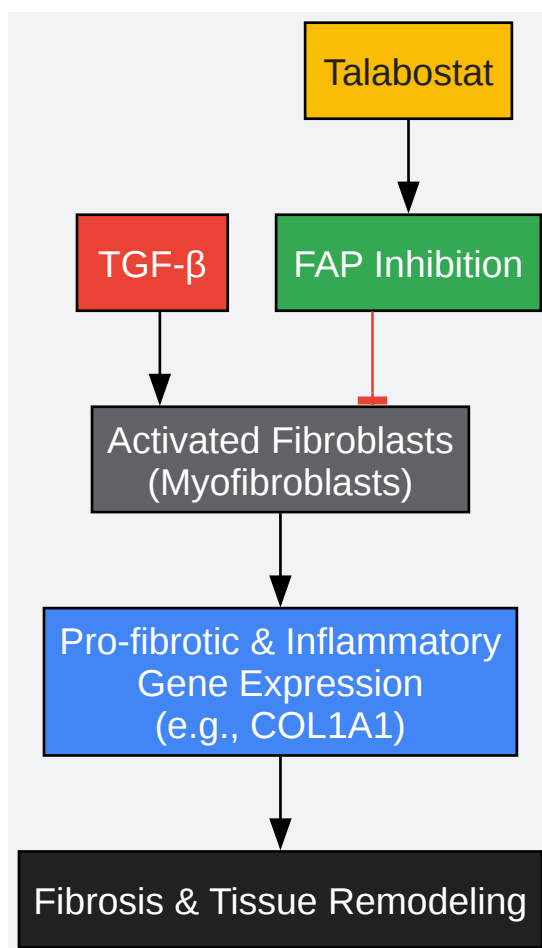 Talabostat
TGF-β
FAP Inhibition
Activated Fibroblasts
(Myofibroblasts)
Pro-fibrotic & Inflammatory
Gene Expression
(e.g., COL1A1)
Fibrosis & Tissue Remodeling